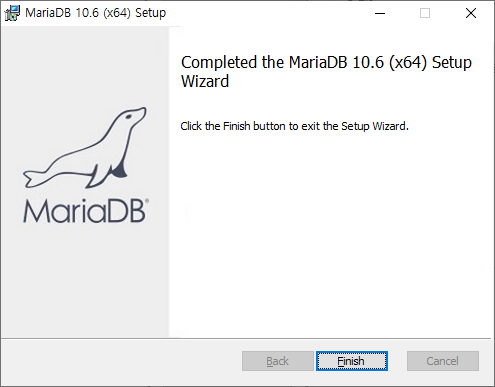 MariaDB 10.6 (x64) Setup
Completed the MariaDB 10.6 (x64) Setup
Wizard
Click the Finish button to exit the Setup Wizard.
MariaDB®
Back
Finish
Cancel